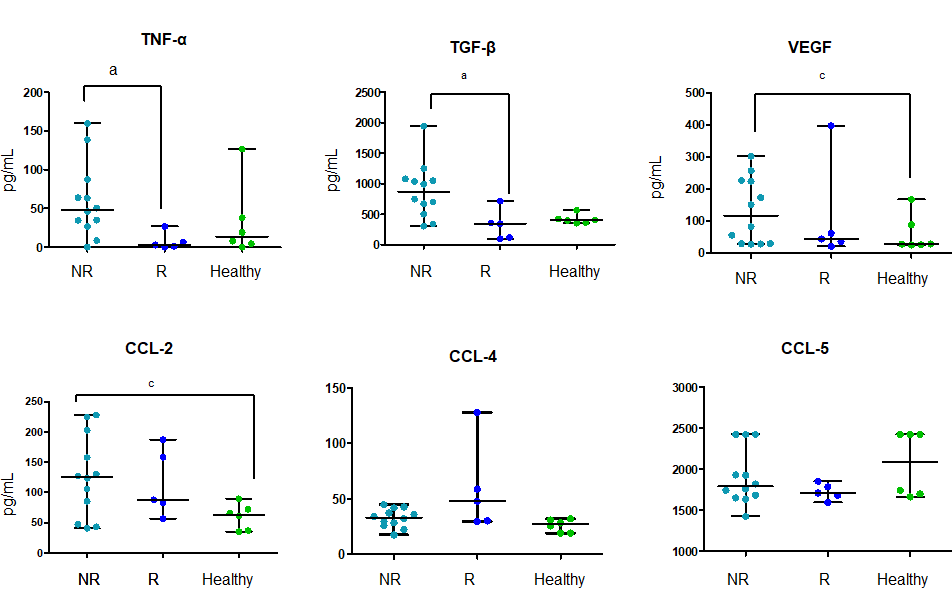 TNF-α
a
200
150
100
50
0
pg/mL
NR R Healthy
TGF-β
a
2500
2000
1500
1000
500
0
pg/mL
NR R Healthy
VEGF
c
500
400
300
200
100
0
pg/mL
NR R Healthy
CCL-2
c
250
200
150
100
50
0
pg/mL
NR R Healthy
CCL-4
150
100
50
0
NR R Healthy
CCL-5
3000
2500
2000
1500
1000
NR R Healthy